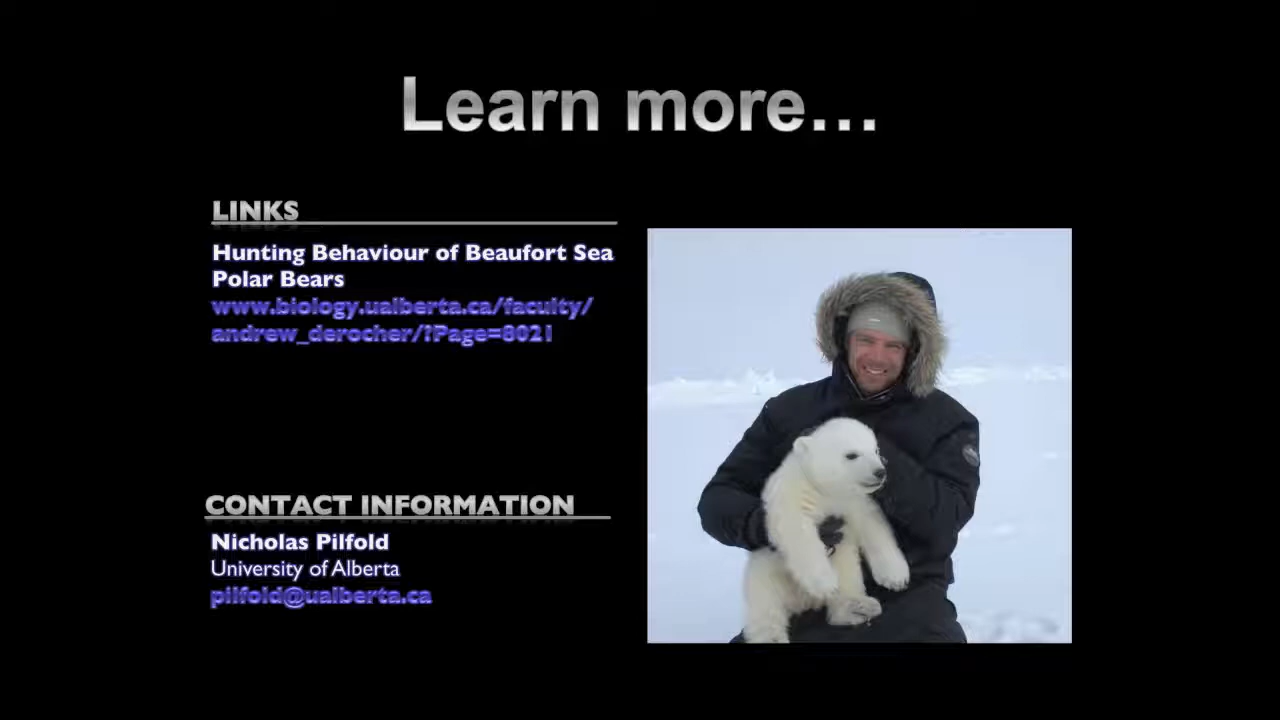 Learn more...
LINKS
Hunting Behaviour of Beaufort Sea
Polar Bears
www.biology.ualberta.ca/faculty/
andrew_derocher/?Page=8021
CONTACT INFORMATION
Nicholas Pilfold
University of Alberta
pilfold@ualberta.ca